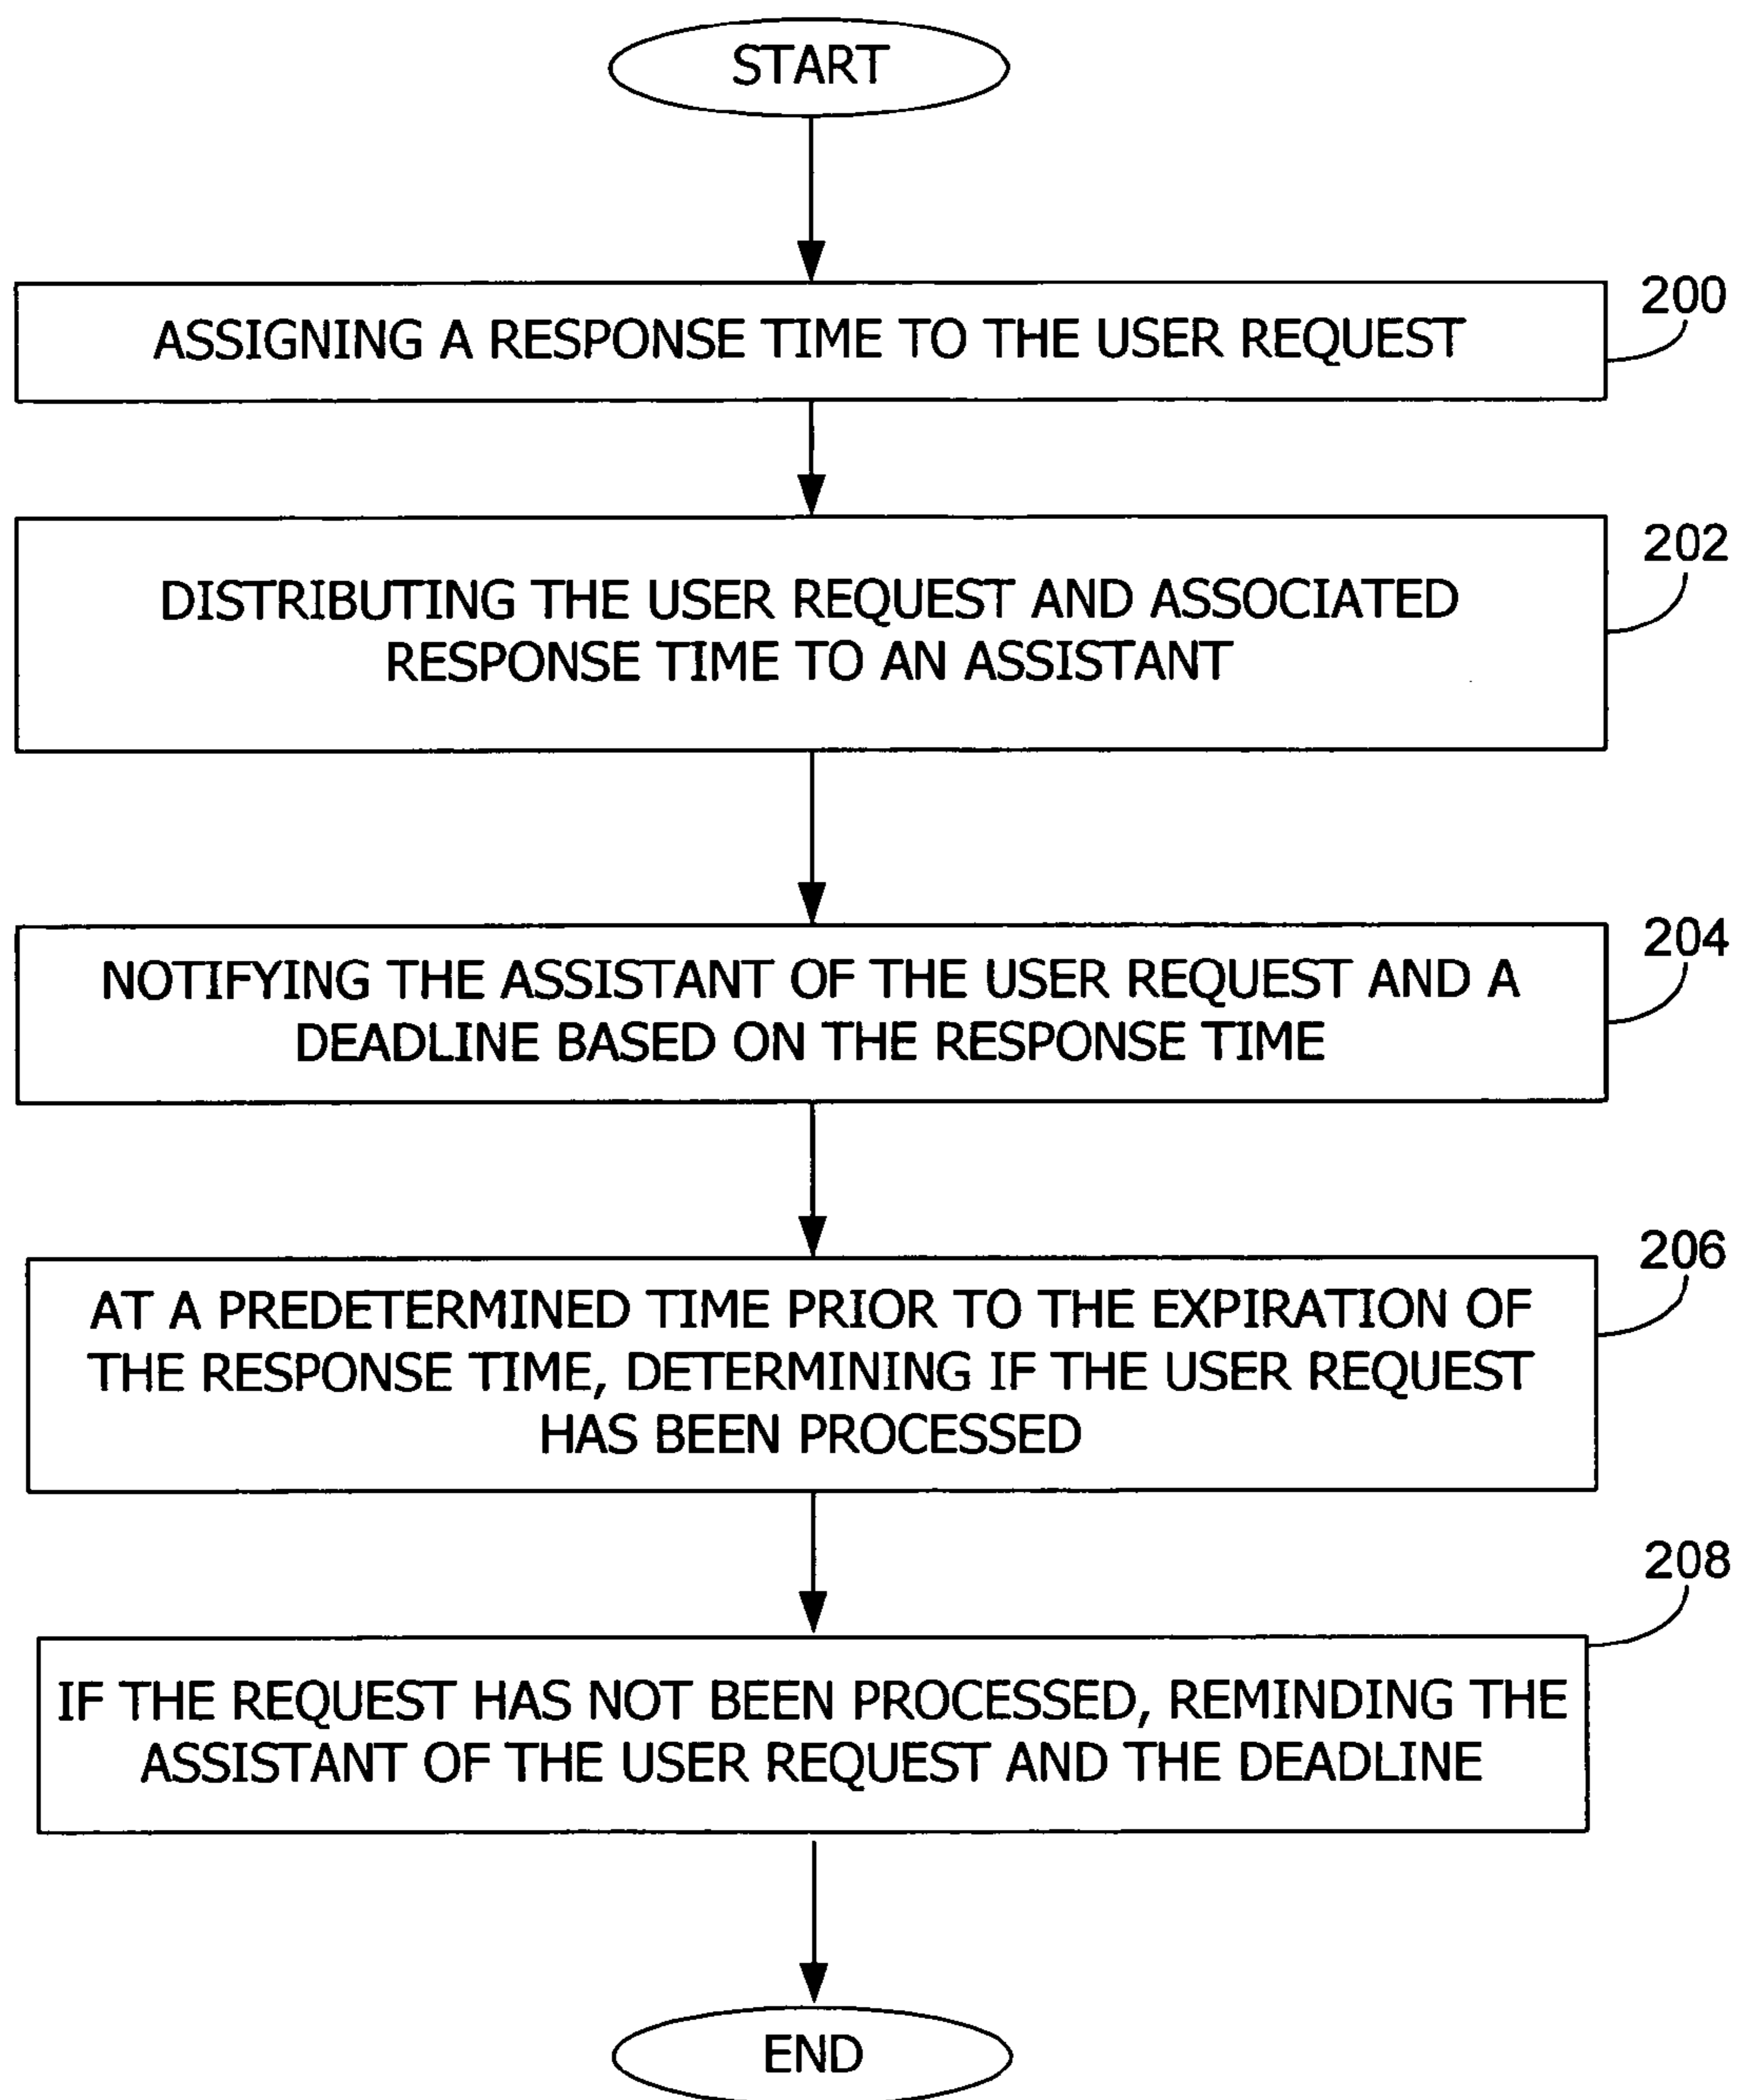 START
ASSIGNING A RESPONSE TIME TO THE USER REQUEST
200
DISTRIBUTING THE USER REQUEST AND ASSOCIATED
RESPONSE TIME TO AN ASSISTANT
202
NOTIFYING THE ASSISTANT OF THE USER REQUEST AND A
DEADLINE BASED ON THE RESPONSE TIME
204
AT A PREDETERMINED TIME PRIOR TO THE EXPIRATION OF
THE RESPONSE TIME, DETERMINING IF THE USER REQUEST
HAS BEEN PROCESSED
206
IF THE REQUEST HAS NOT BEEN PROCESSED, REMINDING THE
ASSISTANT OF THE USER REQUEST AND THE DEADLINE
208
END